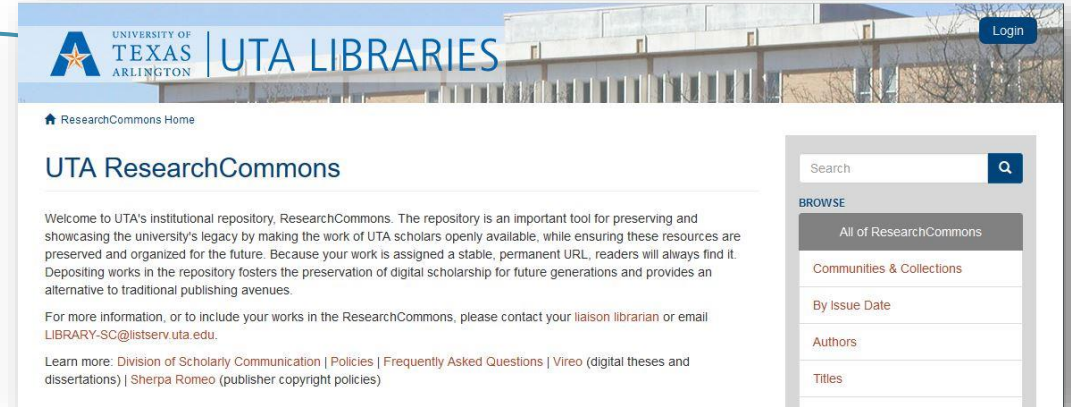 UNIVERSITY OF
TEXAS
ARLINGTON
UTA LIBRARIES
Login
ResearchCommons Home
UTA ResearchCommons
Welcome to UTA's institutional repository, ResearchCommons. The repository is an important tool for preserving and
showcasing the university's legacy by making the work of UTA scholars openly available, while ensuring these resources are
preserved and organized for the future. Because your work is assigned a stable, permanent URL, readers will always find it.
Depositing works in the repository fosters the preservation of digital scholarship for future generations and provides an
alternative to traditional publishing avenues.
For more information, or to include your works in the ResearchCommons, please contact your liaison librarian or email
LIBRARY-SC@listserv.uta.edu.
Learn more: Division of Scholarly Communication | Policies | Frequently Asked Questions | Vireo (digital theses and
dissertations) | Sherpa Romeo (publisher copyright policies)
Search
BROWSE
All of ResearchCommons
Communities & Collections
By Issue Date
Authors
Titles